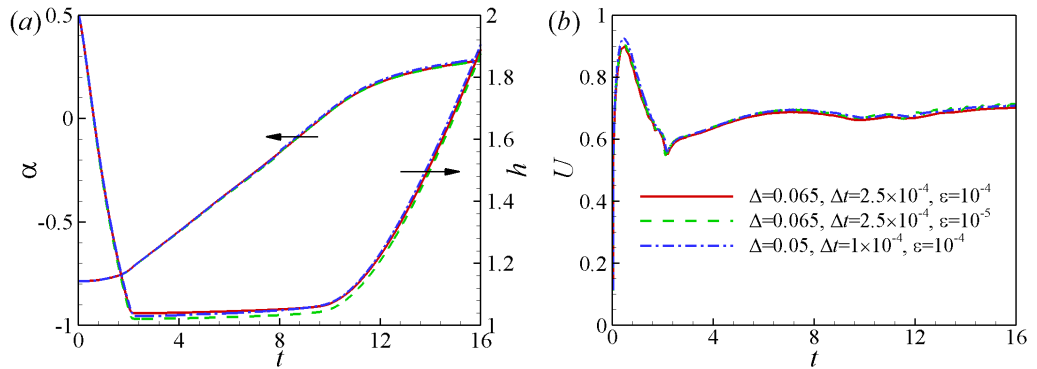 (a)
0.5
0
-0.5
-1
α
0 4 8 12 16
t
2
1.8
1.6
1.4
1.2
1
h
(b)
1
0.8
0.6
0.4
0.2
0
U
Δ=0.065, Δt=2.5×10⁻⁴, ε=10⁻⁴
Δ=0.065, Δt=2.5×10⁻⁴, ε=10⁻⁵
Δ=0.05, Δt=1×10⁻⁴, ε=10⁻⁴
0 4 8 12 16
t